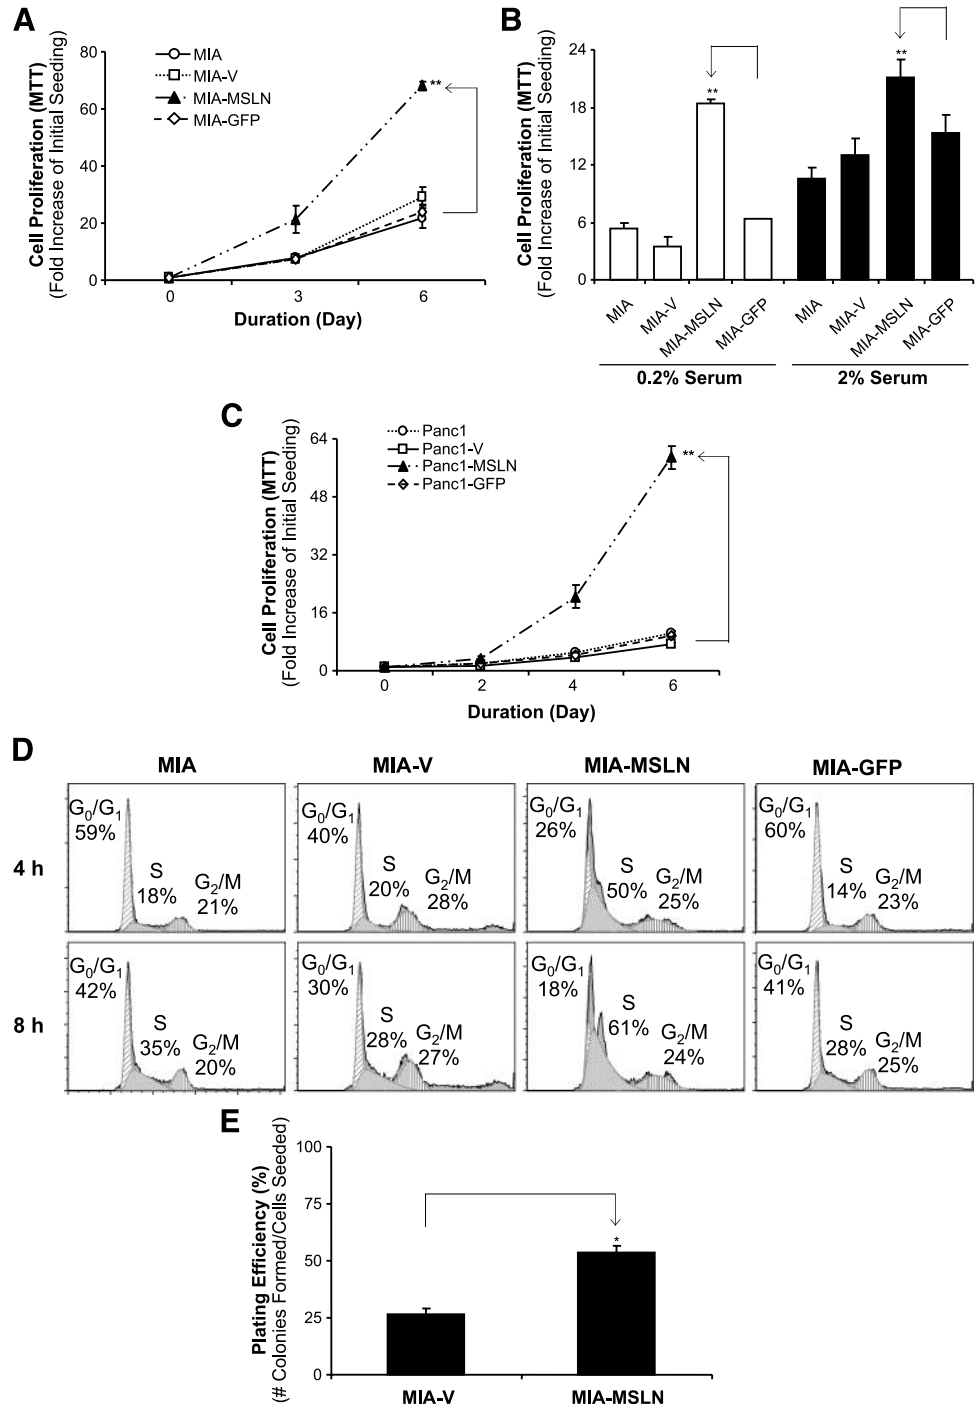 A
Cell Proliferation (MTT)
(Fold Increase of Initial Seeding)
80
60
40
20
0
MIA
MIA-V
MIA-MSLN
MIA-GFP
**
0 3 6
Duration (Day)
B
Cell Proliferation (MTT)
(Fold Increase of Initial Seeding)
24
18
12
6
0
**
**
MIA MIA-V MIA-MSLN MIA-GFP MIA MIA-V MIA-MSLN MIA-GFP
0.2% Serum 2% Serum
C
Cell Proliferation (MTT)
(Fold Increase of Initial Seeding)
64
48
32
16
0
Panc1
Panc1-V
Panc1-MSLN
Panc1-GFP
**
0 2 4 6
Duration (Day)
D
MIA MIA-V MIA-MSLN MIA-GFP
4 h
G0/G1
59%
S
18%
G2/M
21%
G0/G1
40%
S
20%
G2/M
28%
G0/G1
26%
S
50%
G2/M
25%
G0/G1
60%
S
14%
G2/M
23%
8 h
G0/G1
42%
S
35%
G2/M
20%
G0/G1
30%
S
28%
G2/M
27%
G0/G1
18%
S
61%
G2/M
24%
G0/G1
41%
S
28%
G2/M
25%
E
Plating Efficiency (%)
(# Colonies Formed/Cells Seeded)
100
75
50
25
0
*
MIA-V MIA-MSLN